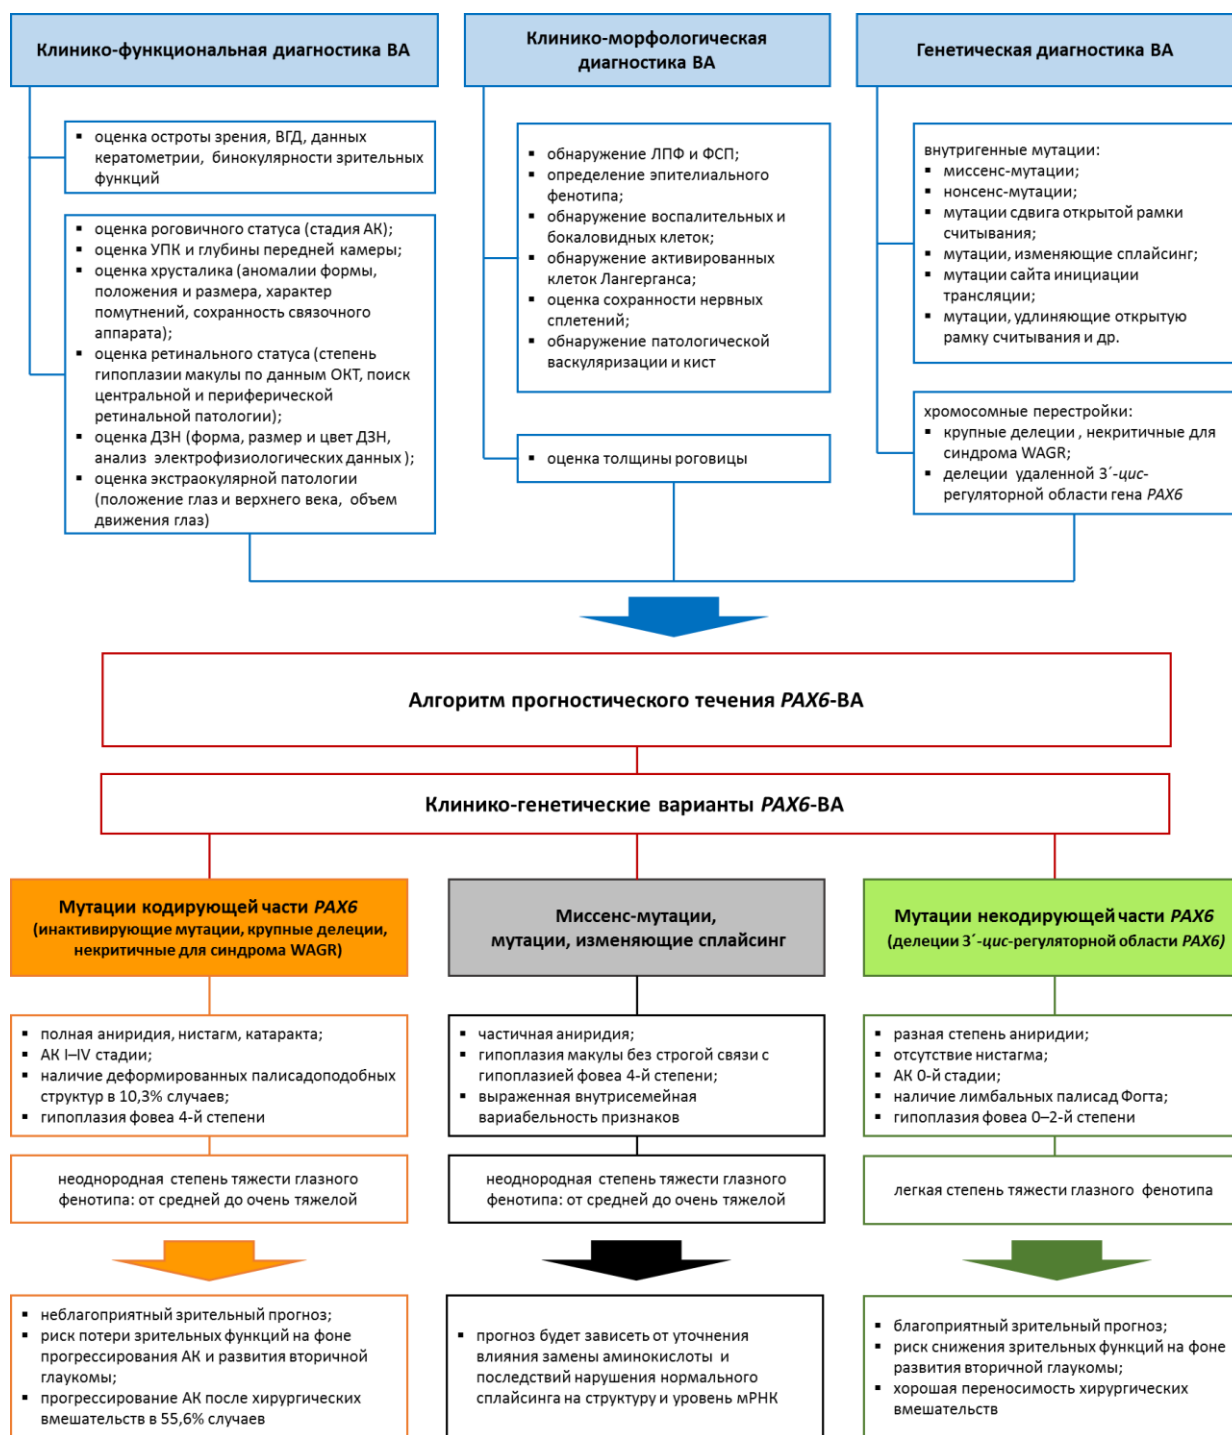 Клинико-функциональная диагностика ВА
▪ оценка остроты зрения, ВГД, данных
кератометрии, бинокулярности зрительных
функций
▪ оценка роговичного статуса (стадия АК);
▪ оценка УПК и глубины передней камеры;
▪ оценка хрусталика (аномалии формы,
положения и размера, характер
помутнений, сохранность связочного
аппарата);
▪ оценка ретинального статуса (степень
гипоплазии макулы по данным ОКТ, поиск
центральной и периферической
ретинальной патологии);
▪ оценка ДЗН (форма, размер и цвет ДЗН,
анализ электрофизиологических данных );
▪ оценка экстраокулярной патологии
(положение глаз и верхнего века, объем
движения глаз)
Клинико-морфологическая
диагностика ВА
▪ обнаружение ЛПФ и ФСП;
▪ определение эпителиального
фенотипа;
▪ обнаружение воспалительных и
бокаловидных клеток;
▪ обнаружение активированных
клеток Лангерганса;
▪ оценка сохранности нервных
сплетений;
▪ обнаружение патологической
васкуляризации и кист
▪ оценка толщины роговицы
Генетическая диагностика ВА
внутригенные мутации:
▪ миссенс-мутации;
▪ нонсенс-мутации;
▪ мутации сдвига открытой рамки
считывания;
▪ мутации, изменяющие сплайсинг;
▪ мутации сайта инициации
трансляции;
▪ мутации, удлиняющие открытую
рамку считывания и др.
хромосомные перестройки:
▪ крупные делеции , некритичные для
синдрома WAGR;
▪ делеции удаленной 3´-цис-
регуляторной области гена PAX6
Алгоритм прогностического течения PAX6-ВА
Клинико-генетические варианты PAX6-ВА
Мутации кодирующей части PAX6
(инактивирующие мутации, крупные делеции,
некритичные для синдрома WAGR)
▪ полная аниридия, нистагм, катаракта;
▪ АК I–IV стадии;
▪ наличие деформированных палисадоподобных
структур в 10,3% случаев;
▪ гипоплазия фовеа 4-й степени
неоднородная степень тяжести глазного
фенотипа: от средней до очень тяжелой
▪ неблагоприятный зрительный прогноз;
▪ риск потери зрительных функций на фоне
прогрессирования АК и развития вторичной
глаукомы;
▪ прогрессирование АК после хирургических
вмешательств в 55,6% случаев
Миссенс-мутации,
мутации, изменяющие сплайсинг
▪ частичная аниридия;
▪ гипоплазия макулы без строгой связи с
гипоплазией фовеа 4-й степени;
▪ выраженная внутрисемейная
вариабельность признаков
неоднородная степень тяжести глазного
фенотипа: от средней до очень тяжелой
▪ прогноз будет зависеть от уточнения
влияния замены аминокислоты и
последствий нарушения нормального
сплайсинга на структуру и уровень мРНК
Мутации некодирующей части PAX6
(делеции 3´-цис-регуляторной области PAX6)
▪ разная степень аниридии;
▪ отсутствие нистагма;
▪ АК 0-й стадии;
▪ наличие лимбальных палисад Фогта;
▪ гипоплазия фовеа 0–2-й степени
легкая степень тяжести глазного фенотипа
▪ благоприятный зрительный прогноз;
▪ риск снижения зрительных функций на фоне
развития вторичной глаукомы;
▪ хорошая переносимость хирургических
вмешательств